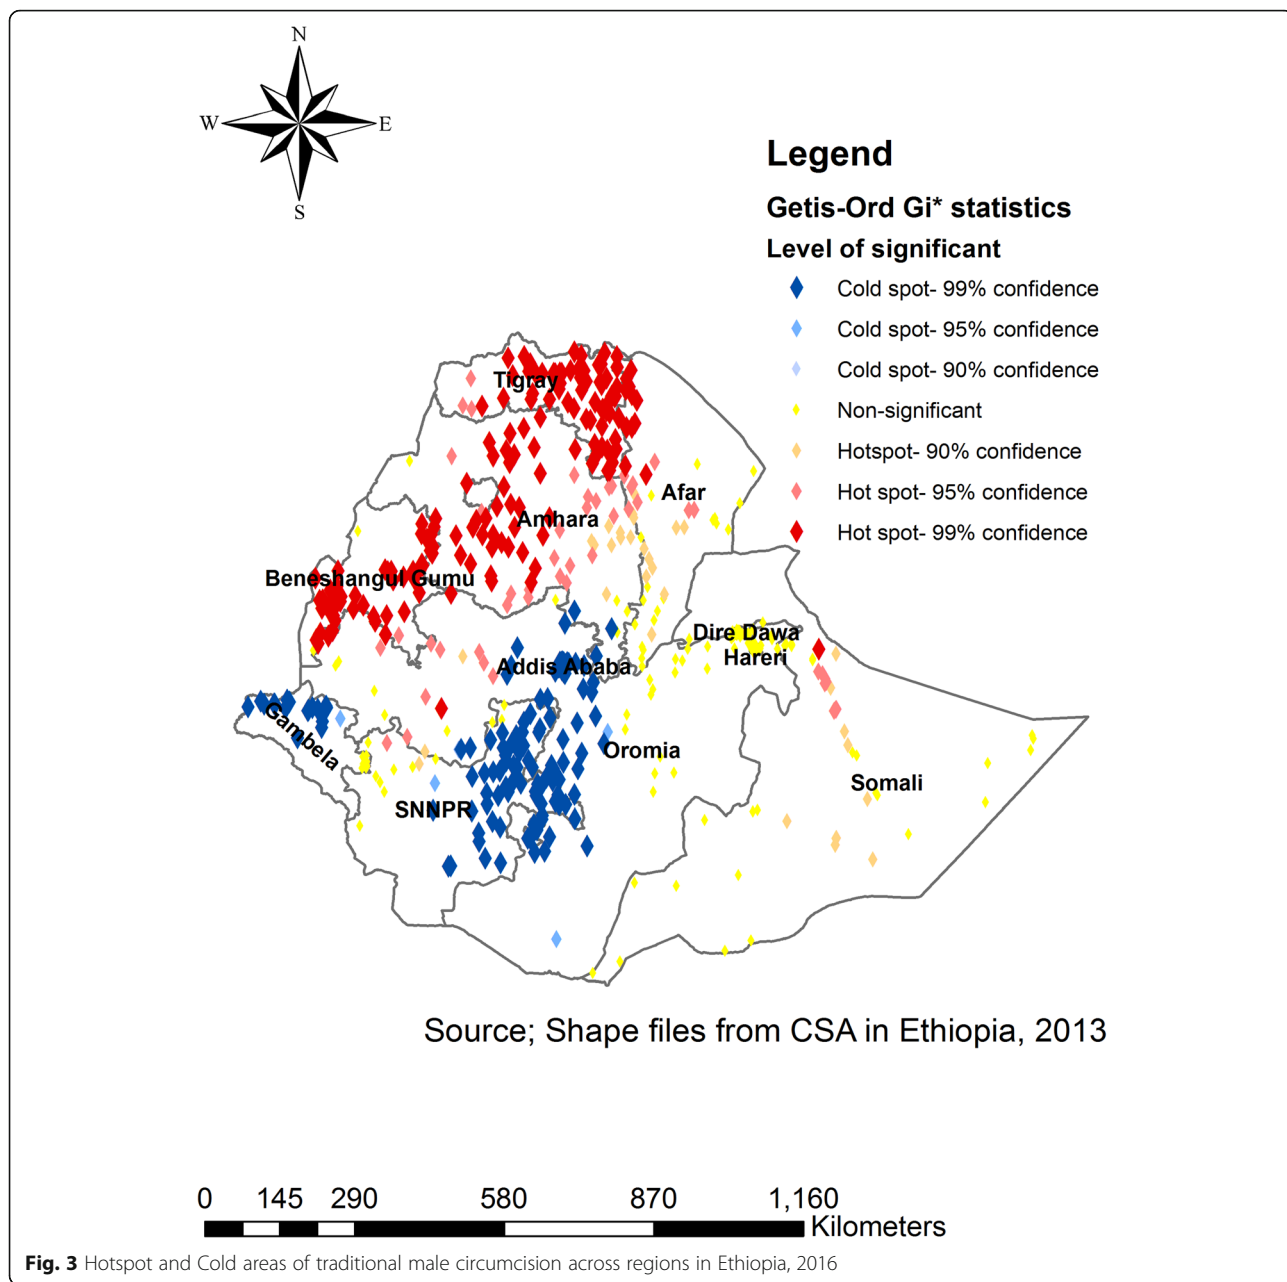 N
W E
S
Legend
Getis-Ord Gi* statistics
Level of significant
Cold spot- 99% confidence
Cold spot- 95% confidence
Cold spot- 90% confidence
Non-significant
Hotspot- 90% confidence
Hot spot- 95% confidence
Hot spot- 99% confidence
Tigray
Afar
Amhara
Beneshangul Gumu
Dire Dawa
Hareri
Addis Ababa
Gambela
Oromia
Somali
SNNPR
Source; Shape files from CSA in Ethiopia, 2013
0 145 290 580 870 1,160
Kilometers
Fig. 3 Hotspot and Cold areas of traditional male circumcision across regions in Ethiopia, 2016